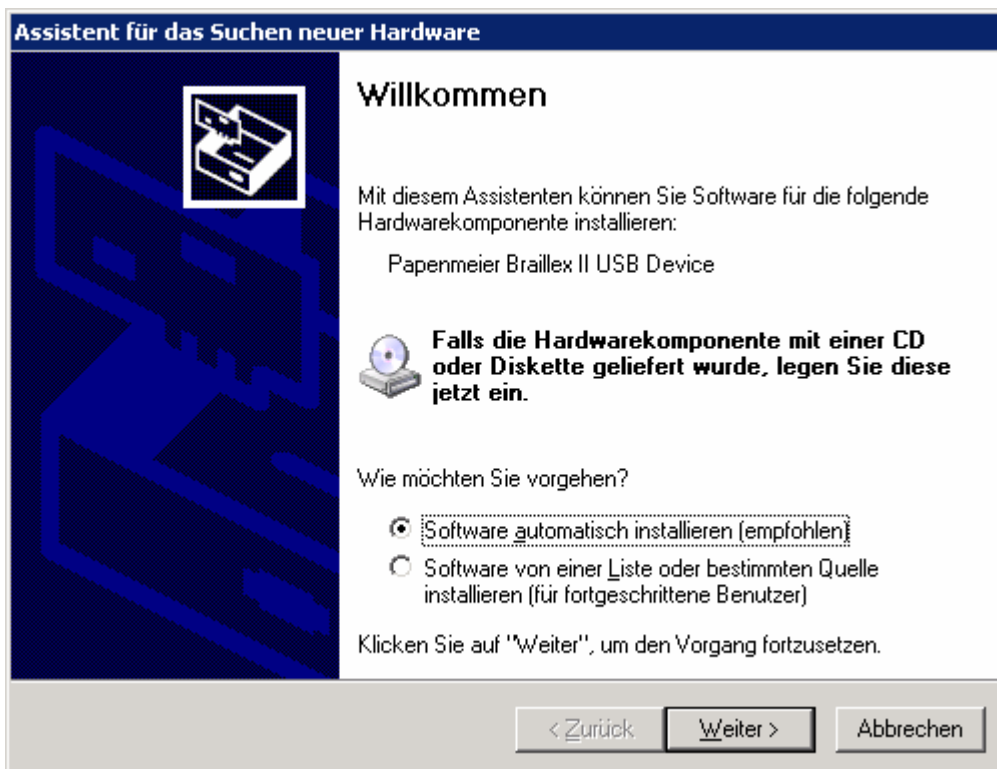 Assistent für das Suchen neuer Hardware
Willkommen
Mit diesem Assistenten können Sie Software für die folgende
Hardwarekomponente installieren:
Papenmeier Braillex II USB Device
Falls die Hardwarekomponente mit einer CD
oder Diskette geliefert wurde, legen Sie diese
jetzt ein.
Wie möchten Sie vorgehen?
Software automatisch installieren (empfohlen)
Software von einer Liste oder bestimmten Quelle
installieren (für fortgeschrittene Benutzer)
Klicken Sie auf "Weiter", um den Vorgang fortzusetzen.
< Zurück
Weiter >
Abbrechen